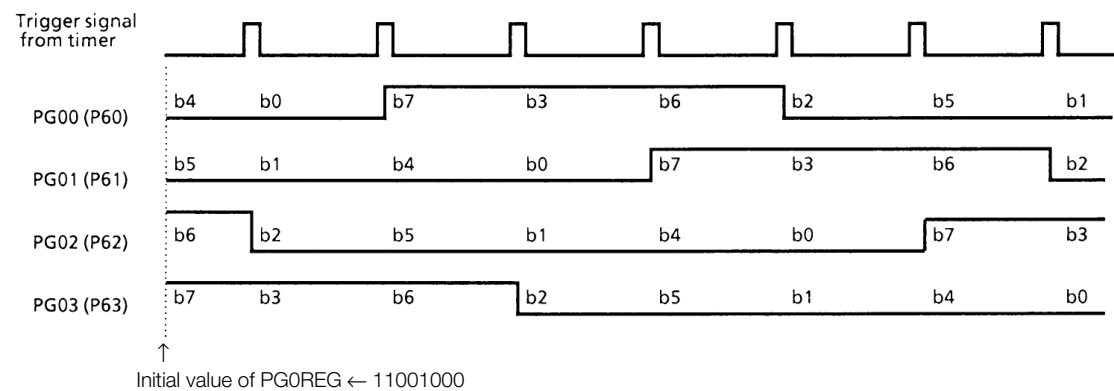 Trigger signal
from timer
PG00 (P60) b4 b0 b7 b3 b6 b2 b5 b1
PG01 (P61) b5 b1 b4 b0 b7 b3 b6 b2
PG02 (P62) b6 b2 b5 b1 b4 b0 b7 b3
PG03 (P63) b7 b3 b6 b2 b5 b1 b4 b0
↑
Initial value of PG0REG ← 11001000